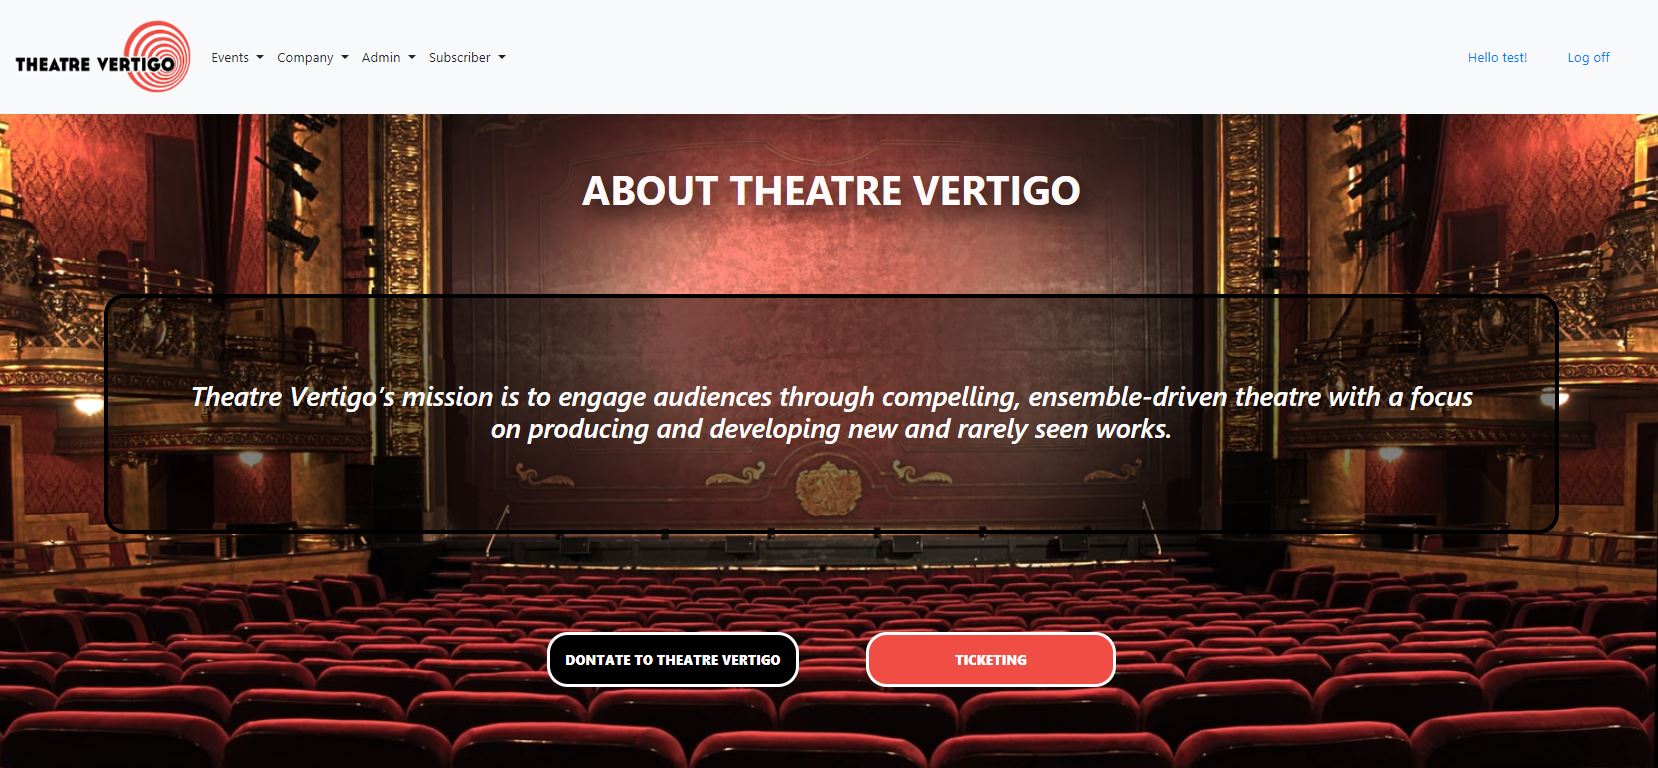 THEATRE VERTIGO
Events Company Admin Subscriber Hello test! Log off
ABOUT THEATRE VERTIGO
Theatre Vertigo's mission is to engage audiences through compelling, ensemble-driven theatre with a focus
on producing and developing new and rarely seen works.
DONTATE TO THEATRE VERTIGO TICKETING